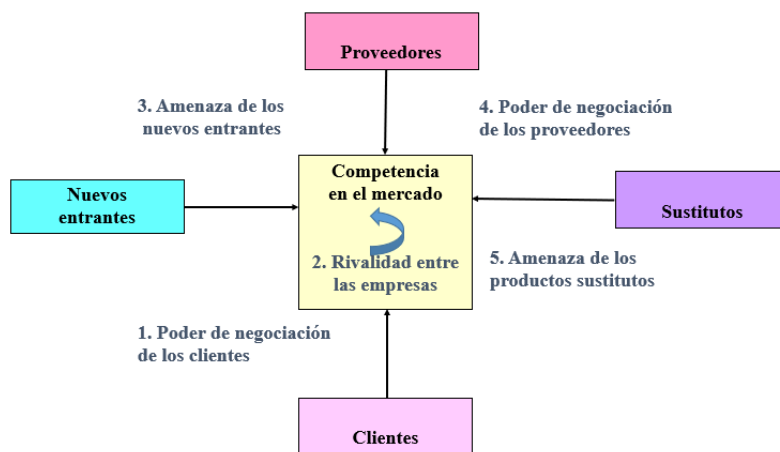 Proveedores
3. Amenaza de los
nuevos entrantes
4. Poder de negociación
de los proveedores
Competencia
en el mercado
Nuevos
entrantes
Sustitutos
2. Rivalidad entre
las empresas
5. Amenaza de los
productos sustitutos
1. Poder de negociación
de los clientes
Clientes